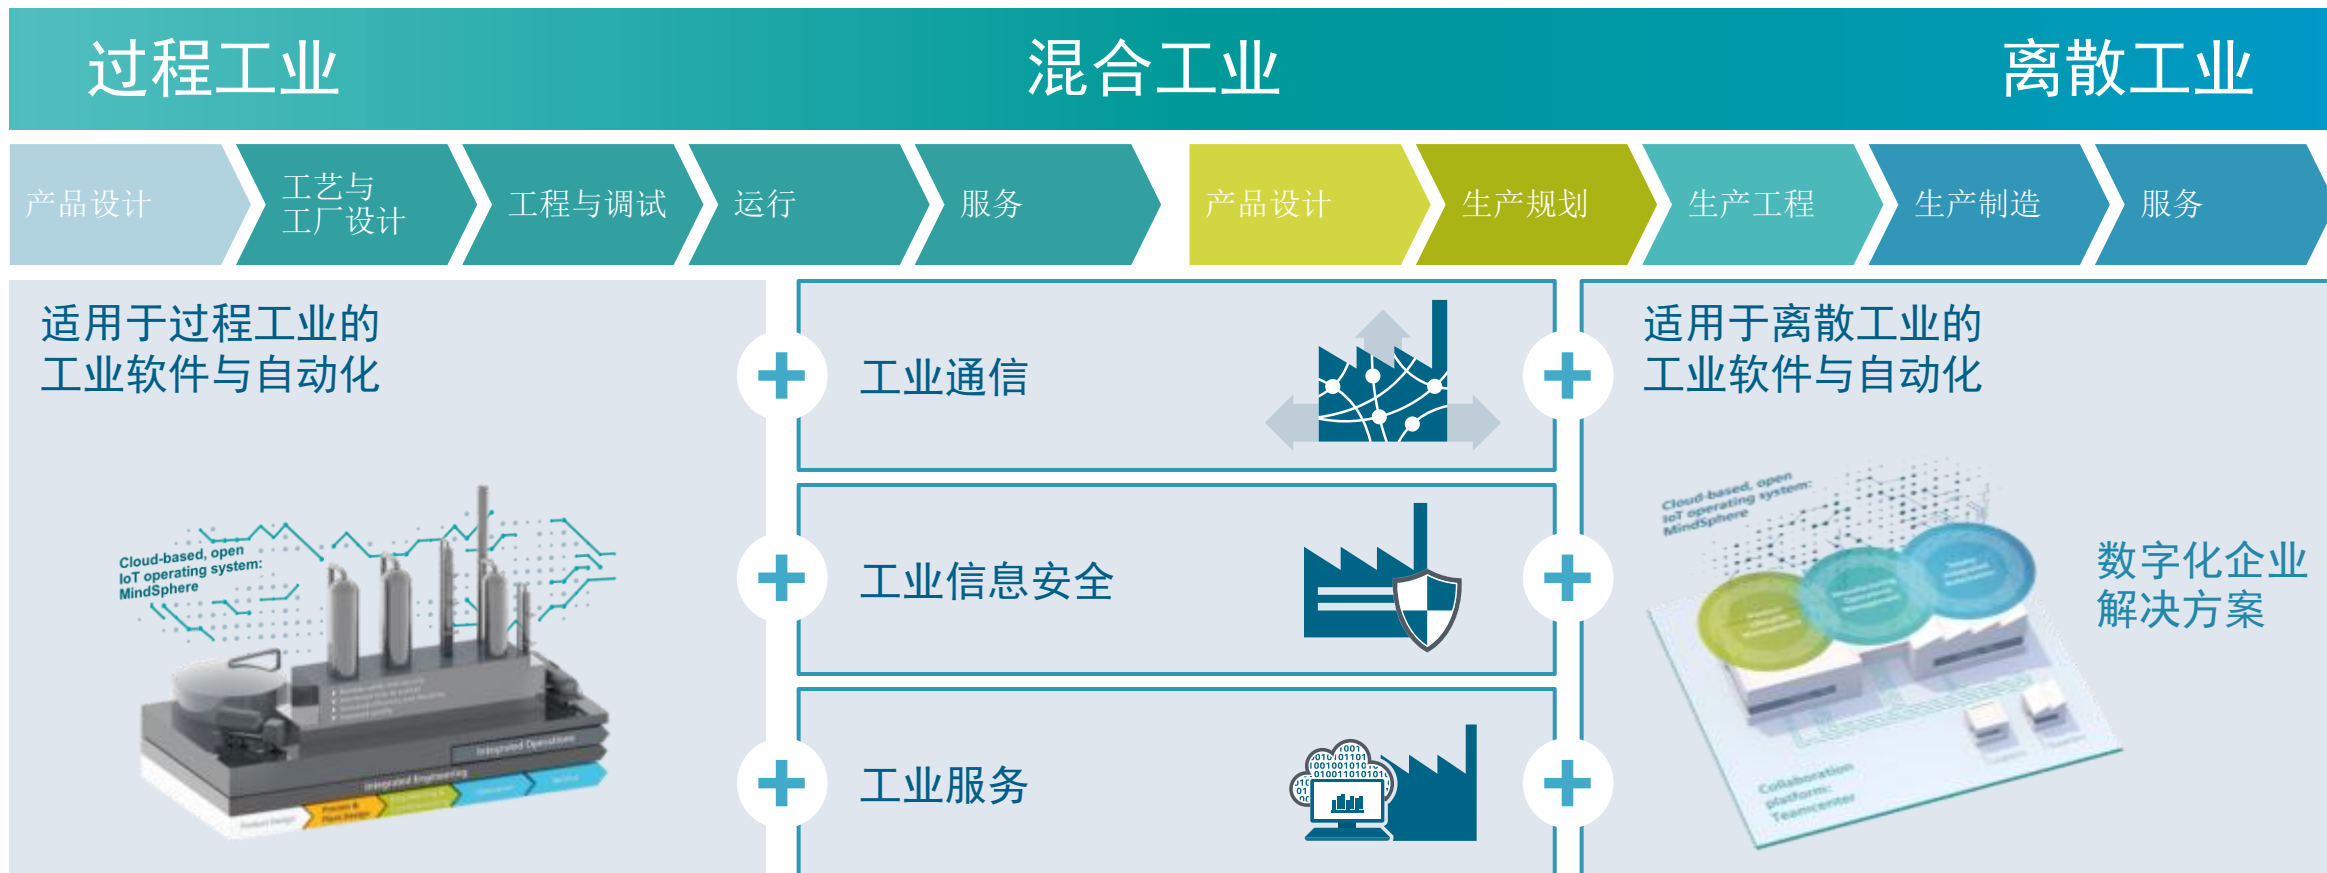 过程工业
混合工业
离散工业
产品设计
工艺与
工厂设计
工程与调试
运行
服务
产品设计
生产规划
生产工程
生产制造
服务
适用于过程工业的
工业软件与自动化
Cloud-based, open
IoT operating system:
MindSphere
Integrated Operations
Integrated Engineering
Product Design
Process &
Plant Design
工业通信
工业信息安全
工业服务
适用于离散工业的
工业软件与自动化
Cloud-based, open
IoT operating system:
MindSphere
数字化企业
解决方案
Collaboration
platform:
Teamcenter